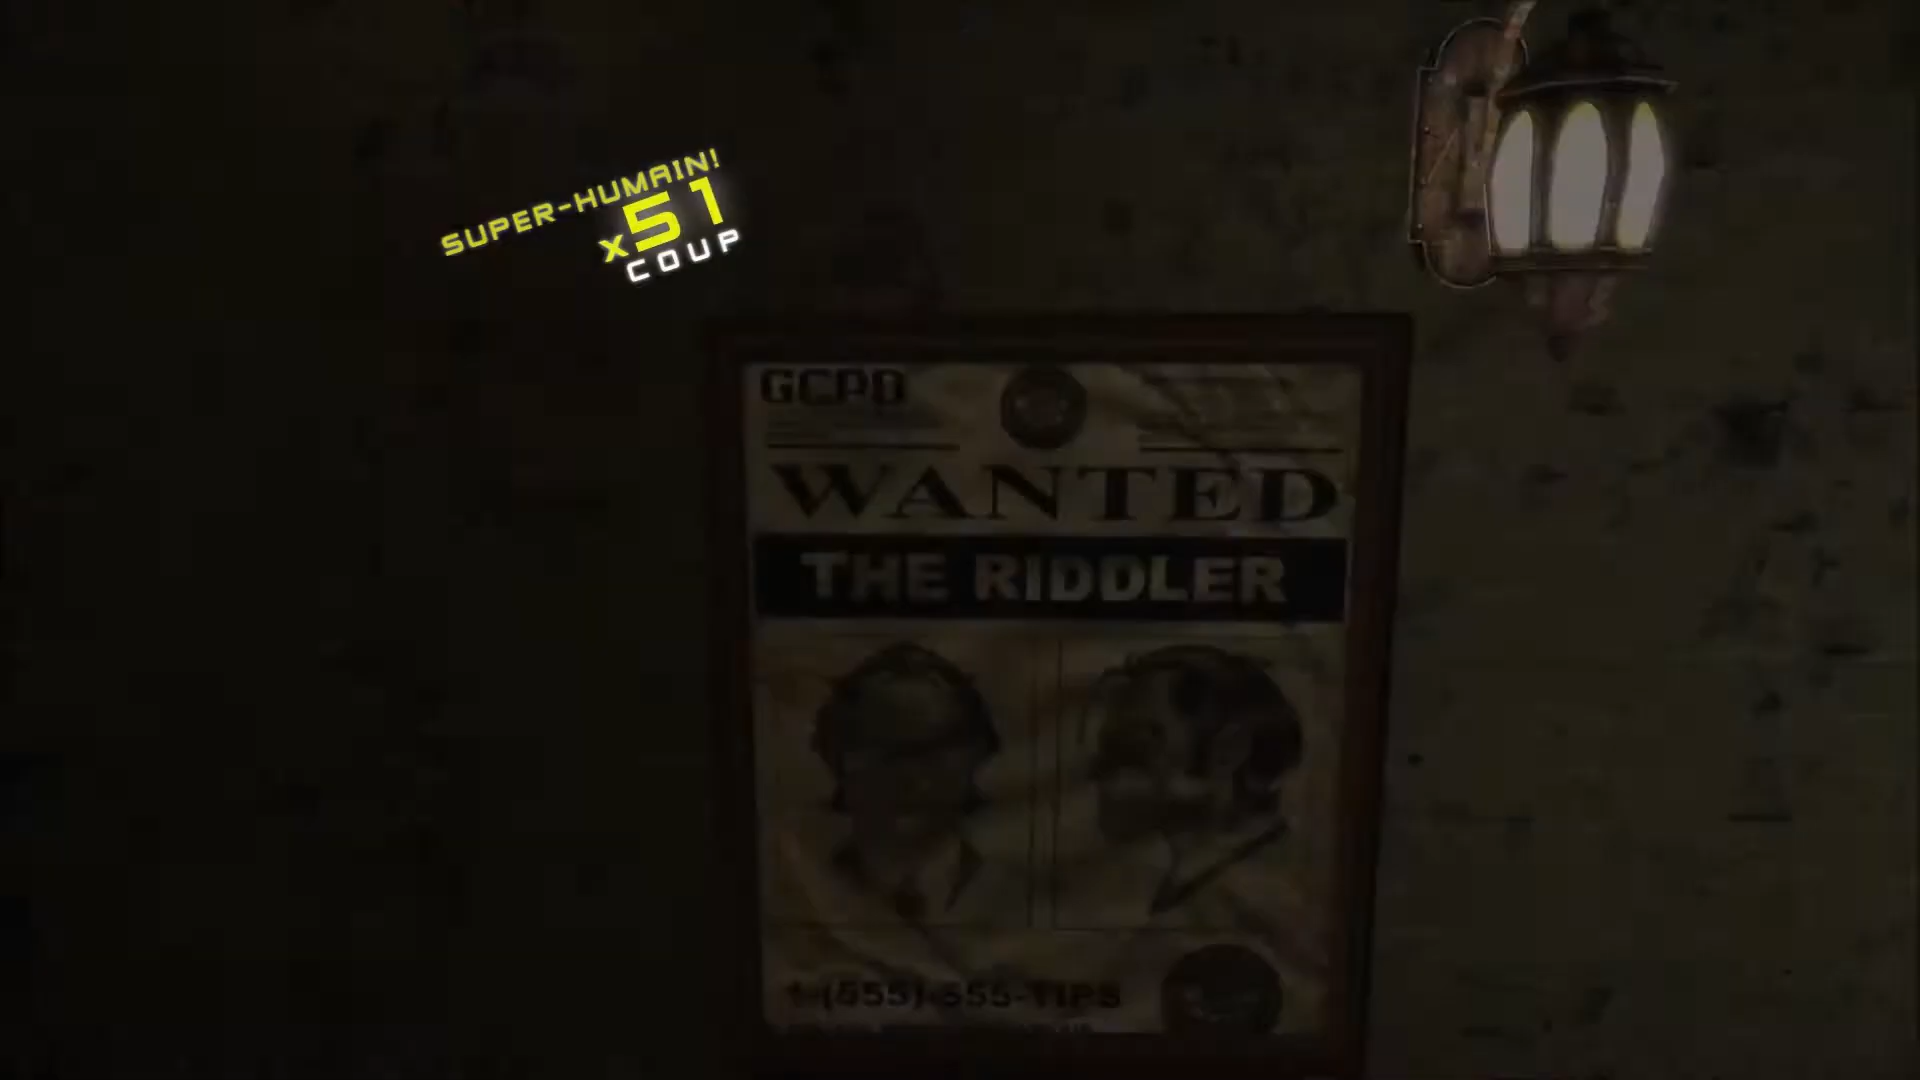 SUPER-HUMAIN!
x51
COUP
GCPD
WANTED
THE RIDDLER
1-(555)-555-TIPS